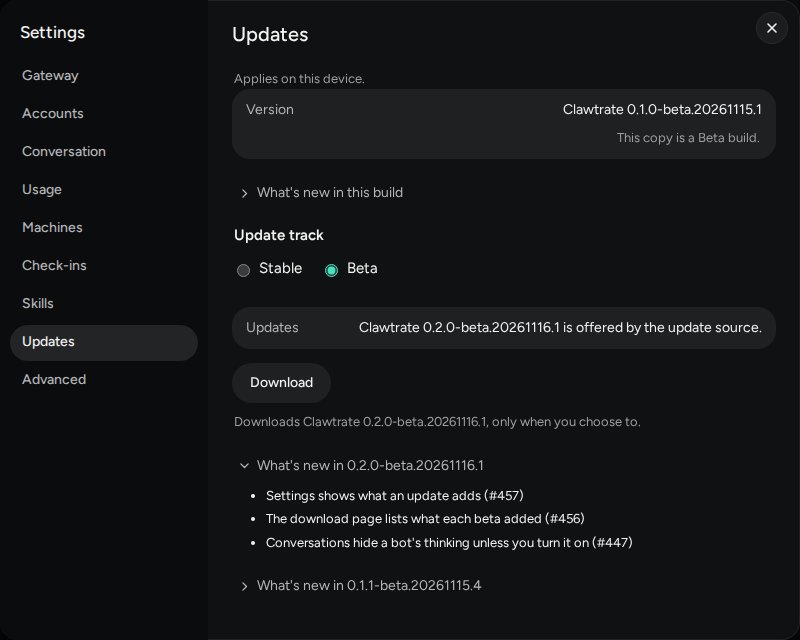 Settings
Gateway
Accounts
Conversation
Usage
Machines
Check-ins
Skills
Updates
Advanced
Updates
Applies on this device.
Version Clawtrate 0.1.0-beta.20261115.1
This copy is a Beta build.
What's new in this build
Update track
Stable Beta
Updates Clawtrate 0.2.0-beta.20261116.1 is offered by the update source.
Download
Downloads Clawtrate 0.2.0-beta.20261116.1, only when you choose to.
What's new in 0.2.0-beta.20261116.1
• Settings shows what an update adds (#457)
• The download page lists what each beta added (#456)
• Conversations hide a bot's thinking unless you turn it on (#447)
What's new in 0.1.1-beta.20261115.4